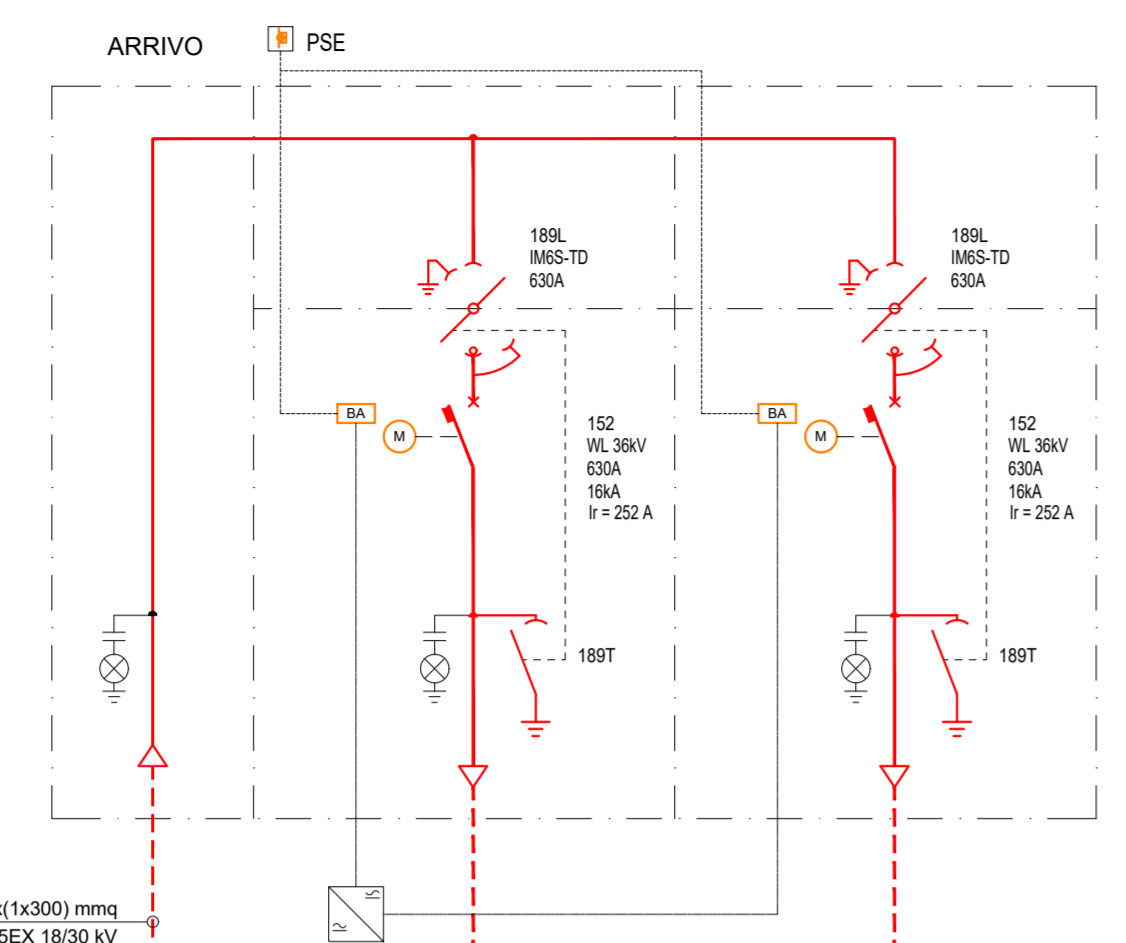 ARRIVO
PSE
189L
IM6S-TD
630A
189L
IM6S-TD
630A
BA
M
152
WL 36kV
630A
16kA
Ir = 252 A
BA
M
152
WL 36kV
630A
16kA
Ir = 252 A
189T
189T
x(1x300) mmq
5EX 18/30 kV